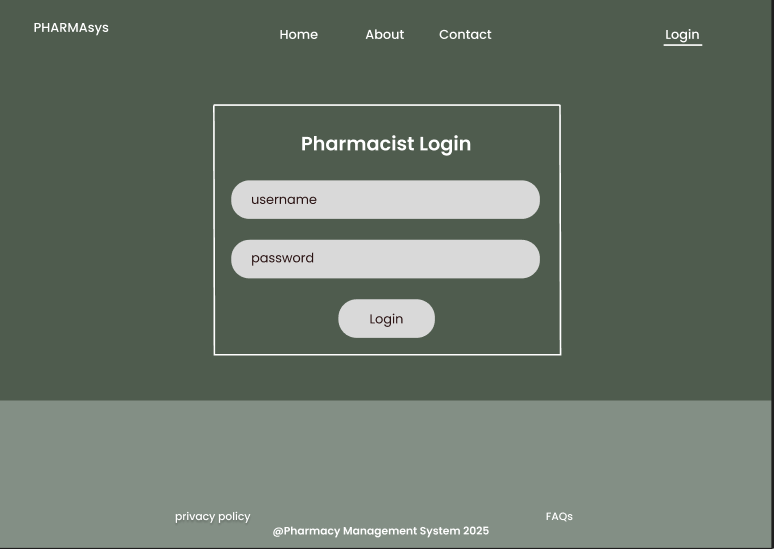 PHARMAsys
Home About Contact Login
Pharmacist Login
username
password
Login
privacy policy FAQs
@Pharmacy Management System 2025